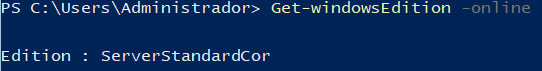 PS C:\Users\Administrador> Get-windowsEdition -online
Edition : ServerStandardCor